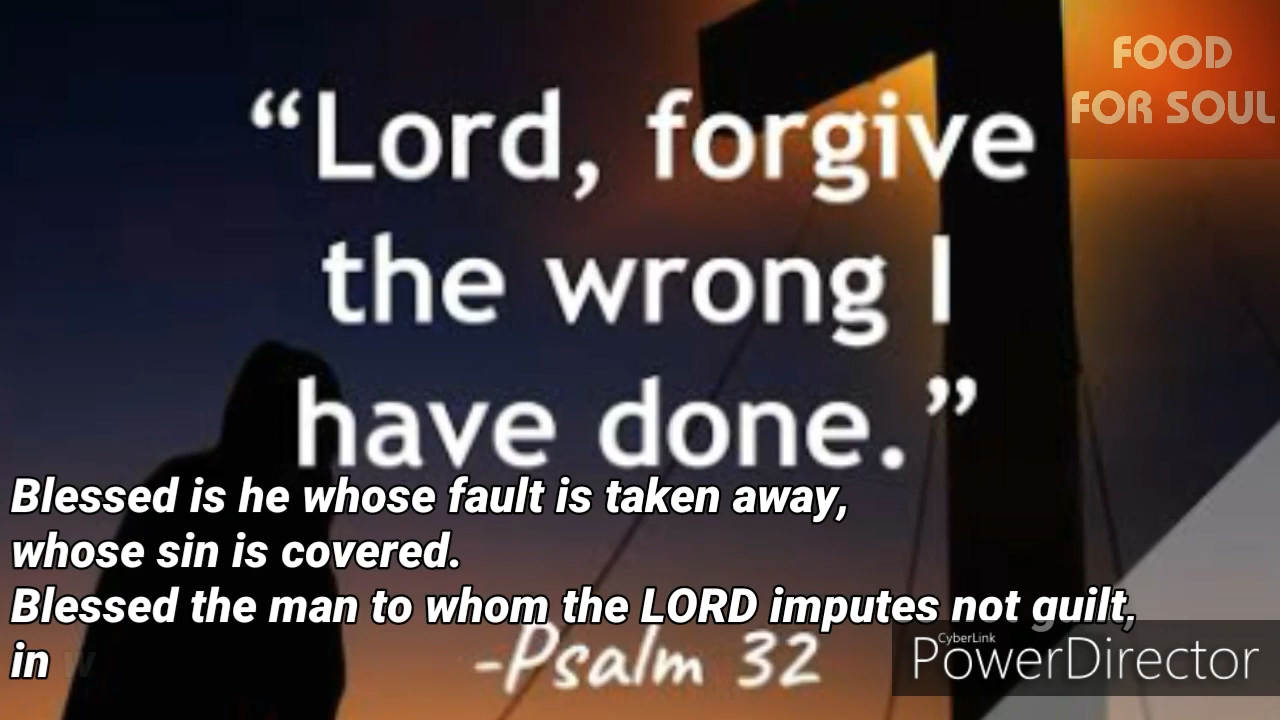 FOOD
FOR SOUL
“Lord, forgive
the wrong I
have done.”
Blessed is he whose fault is taken away,
whose sin is covered.
Blessed the man to whom the LORD imputes not guilt,
in w
-Psalm 32
CyberLink
PowerDirector